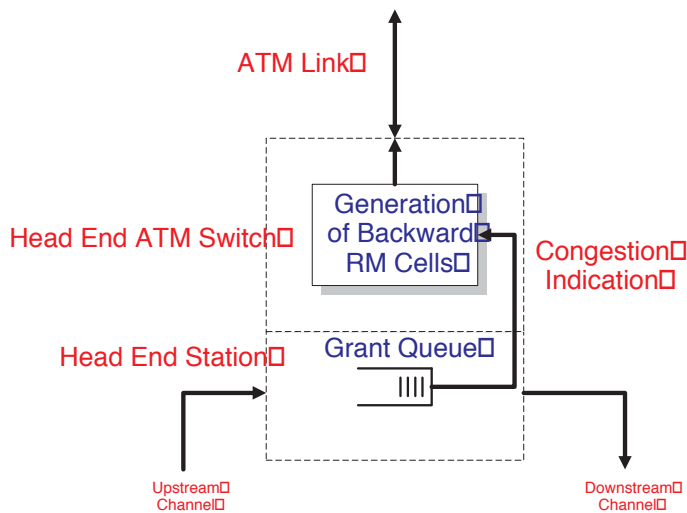 ATM Link
Generation
of Backward
RM Cells
Head End ATM Switch
Congestion
Indication
Head End Station
Grant Queue
Upstream
Channel
Downstream
Channel